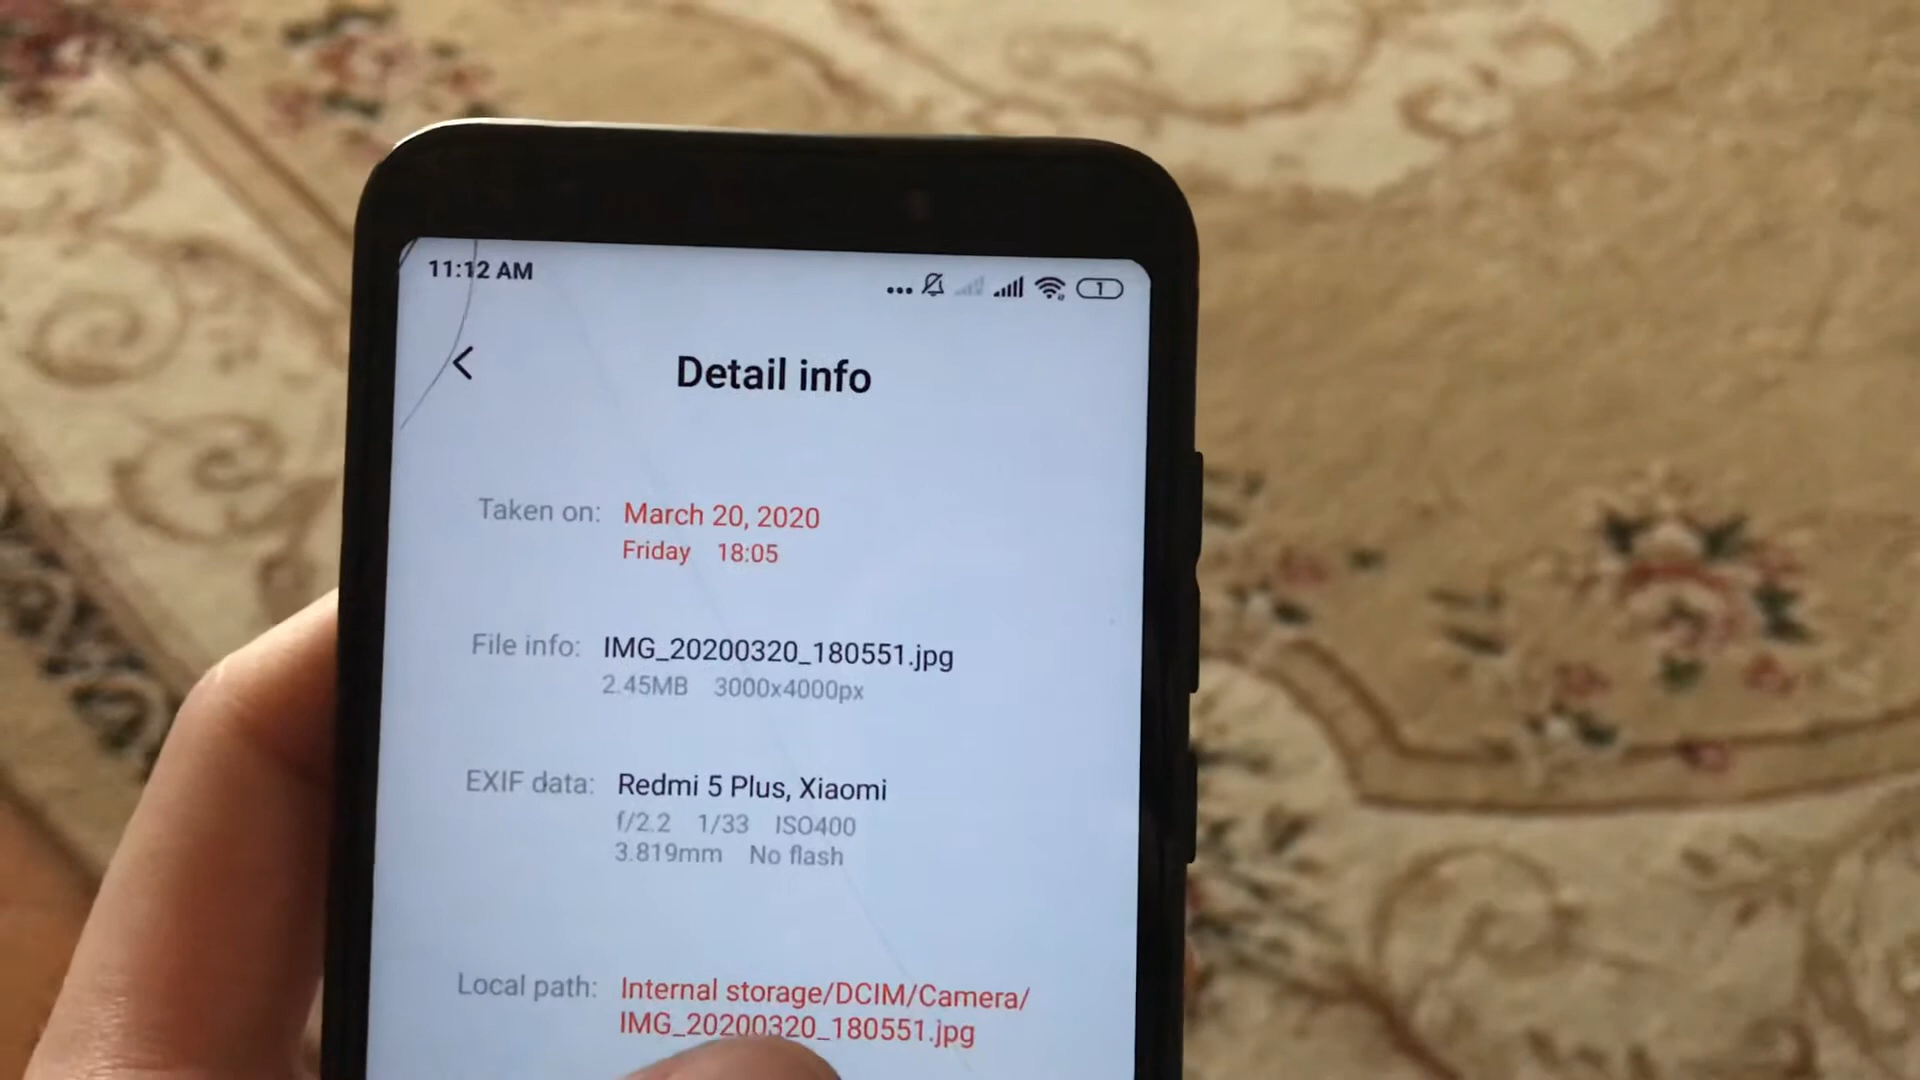 11:12 AM
1
Detail info
Taken on: March 20, 2020
Friday 18:05
File info: IMG_20200320_180551.jpg
2.45MB 3000x4000px
EXIF data: Redmi 5 Plus, Xiaomi
f/2.2 1/33 ISO400
3.819mm No flash
Local path: Internal storage/DCIM/Camera/
IMG_20200320_180551.jpg